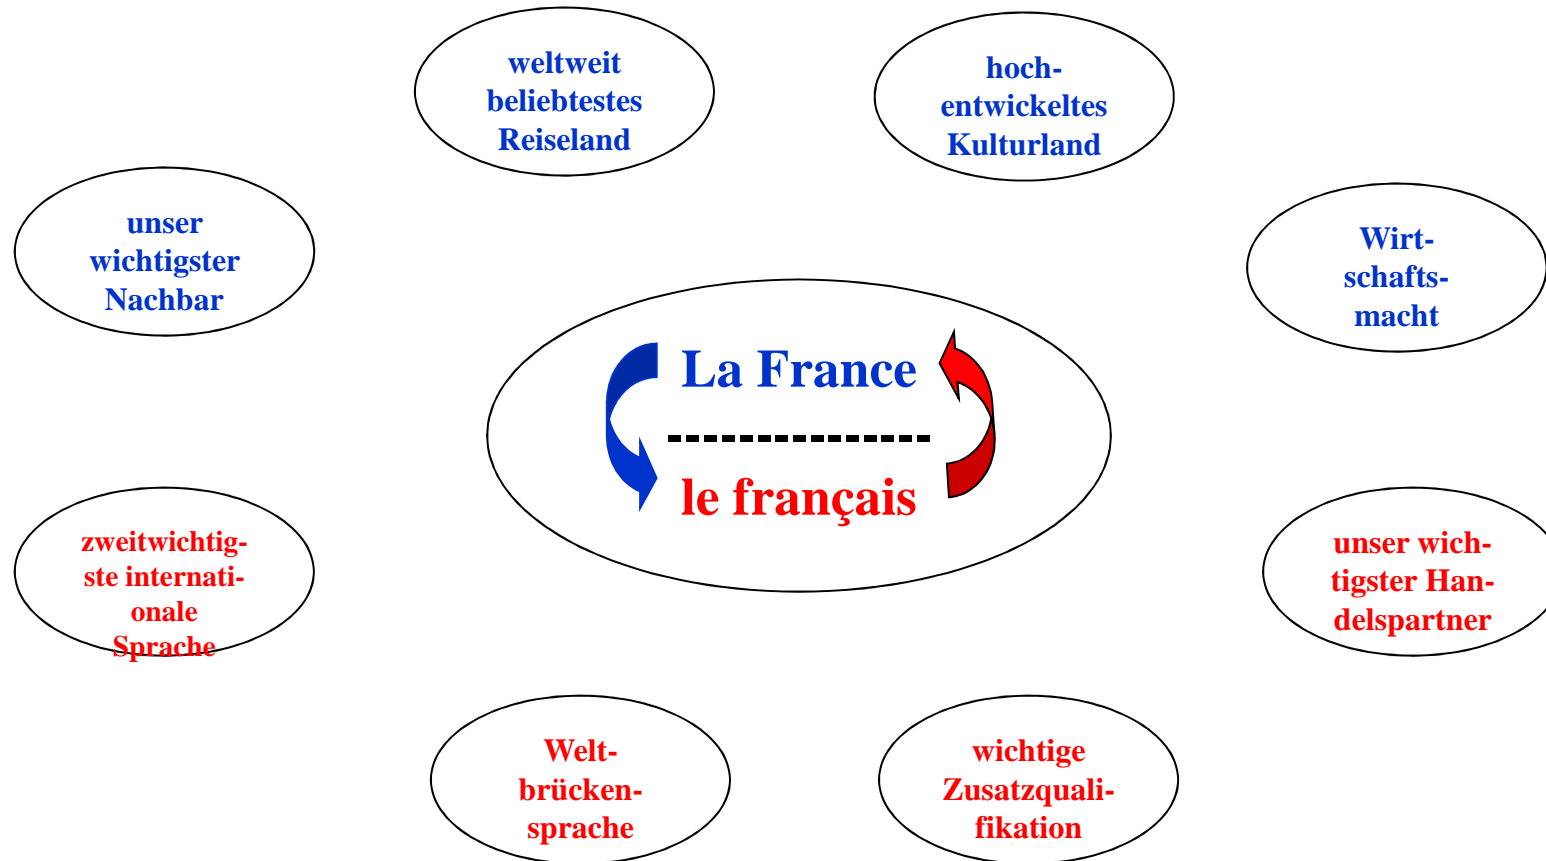 weltweit
beliebtestes
Reiseland
hoch-
entwickeltes
Kulturland
unser
wichtigster
Nachbar
Wirt-
schafts-
macht
La France
le français
zweitwichtig-
ste internati-
onale
Sprache
unser wich-
tigster Han-
delspartner
Welt-
brücken-
sprache
wichtige
Zusatzquali-
fikation